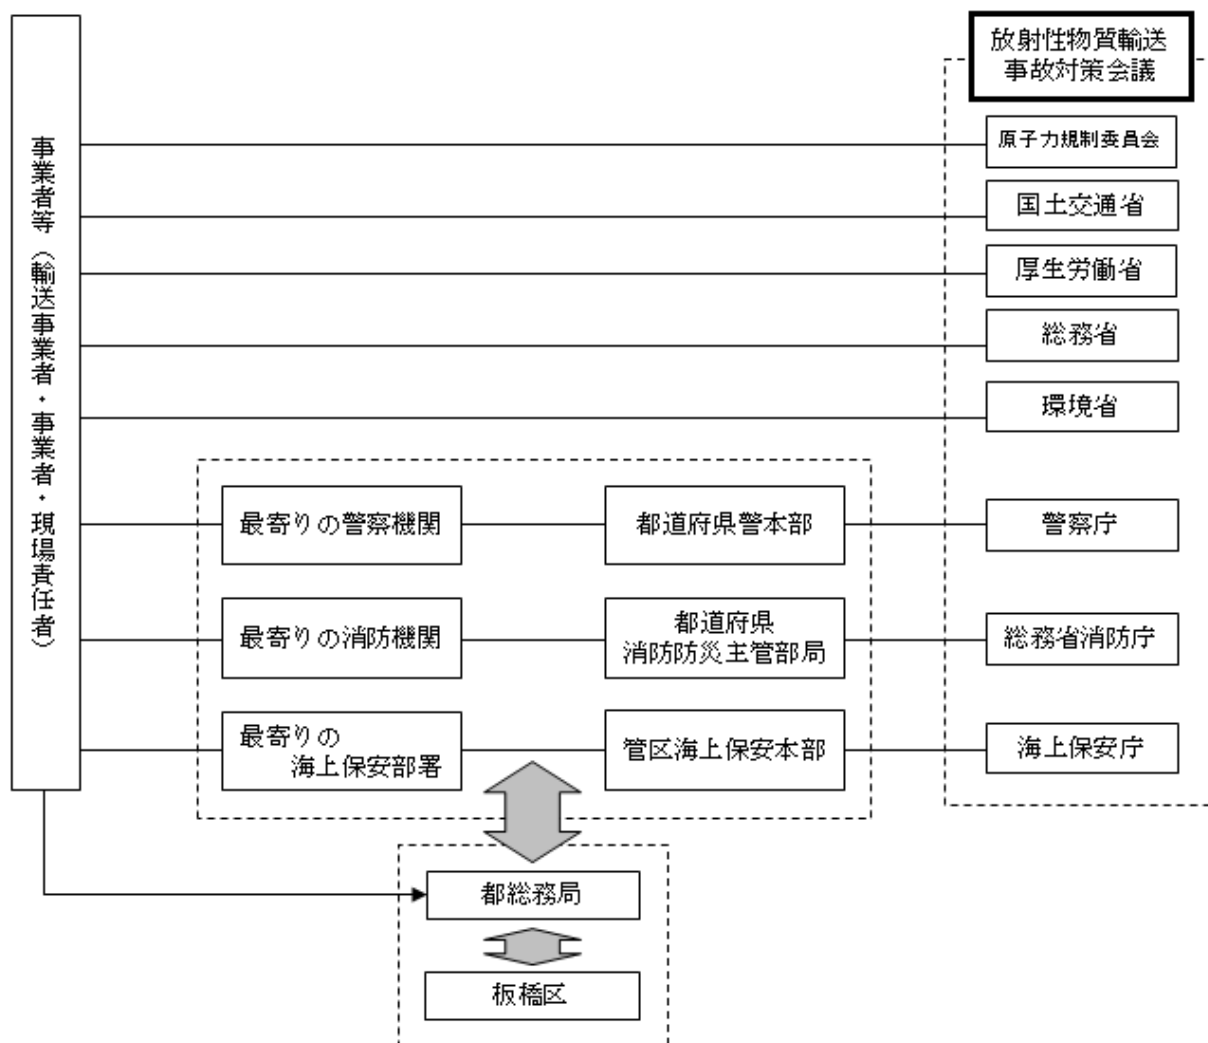 放射性物質輸送
事故対策会議
事業者等（輸送事業者・事業者・現場責任者）
原子力規制委員会
国土交通省
厚生労働省
総務省
環境省
最寄りの警察機関
都道府県警本部
警察庁
最寄りの消防機関
都道府県
消防防災主管部局
総務省消防庁
最寄りの
海上保安部署
管区海上保安本部
海上保安庁
都総務局
板橋区